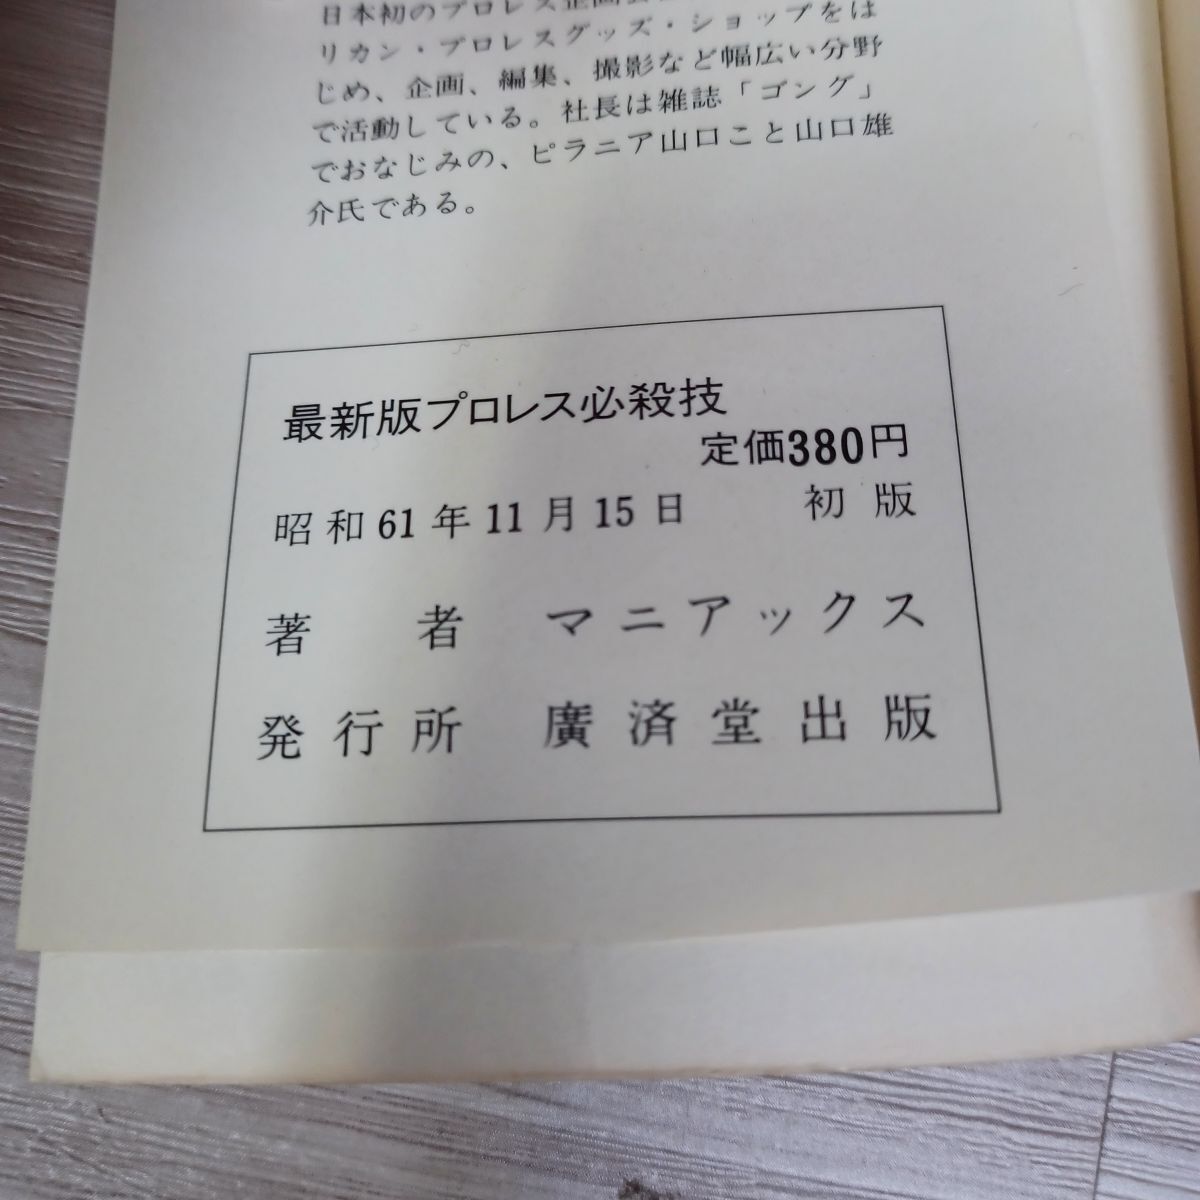 日本初のプロレス企画会
リカン・プロレスグッズ・ショップをは
じめ、企画、編集、撮影など幅広い分野
で活動している。社長は雑誌「ゴング」
でおなじみの、ピラニア山口こと山口雄
介氏である。
最新版プロレス必殺技
定価380円
昭和61年11月15日 初版
著者 マニアックス
発行所 廣済堂出版